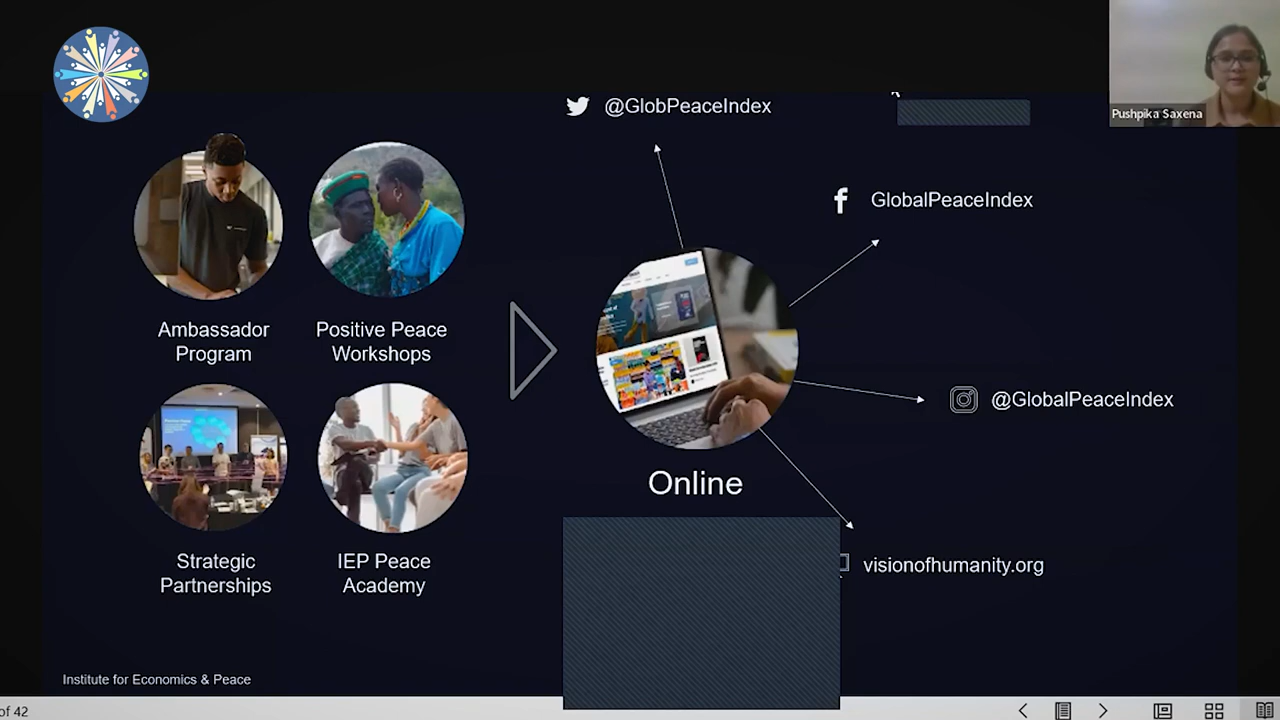 @GlobPeaceIndex
Pushpika Saxena
GlobalPeaceIndex
Ambassador
Program
Positive Peace
Workshops
@GlobalPeaceIndex
Online
Strategic
Partnerships
IEP Peace
Academy
visionofhumanity.org
Institute for Economics & Peace
of 42